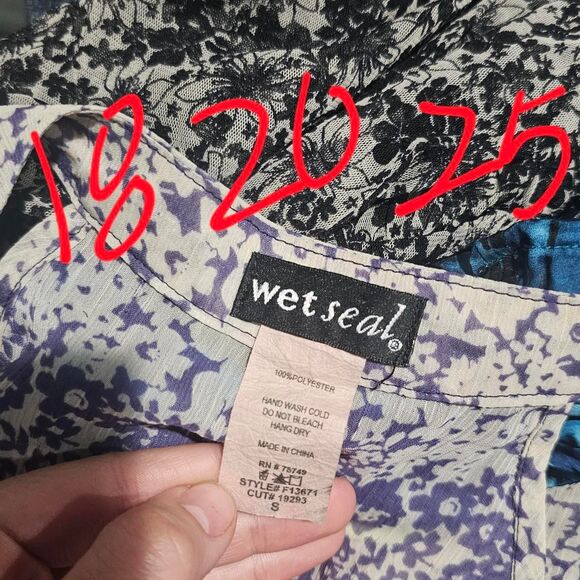 18 20 25
wet seal
100%POLYESTER
HAND WASH COLD
DO NOT BLEACH
HANG DRY
MADE IN CHINA
RN # 75749
STYLE# F13671
CUT# 19293
S